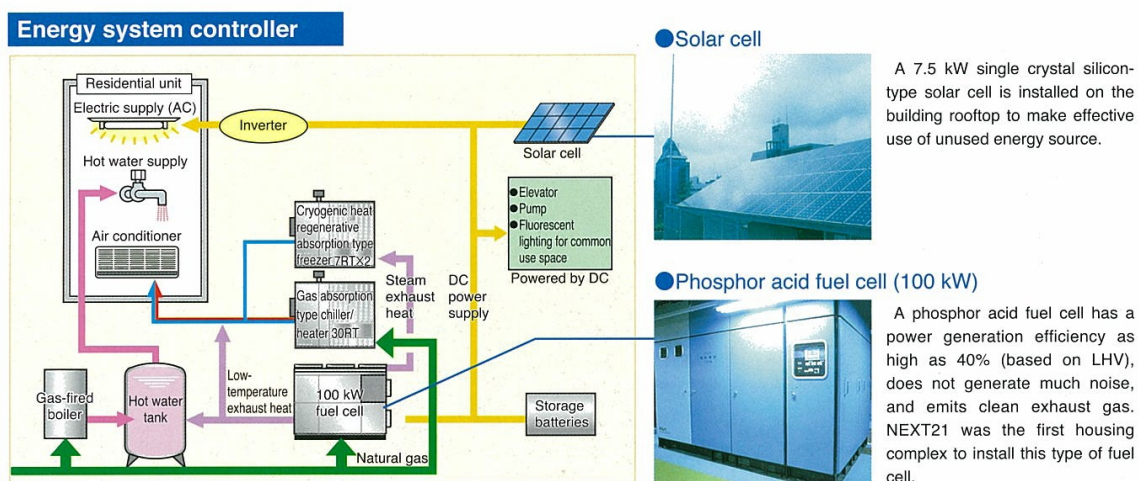 Energy system controller
Residential unit
Electric supply (AC)
Inverter
Solar cell
Hot water supply
Air conditioner
Cryogenic heat
regenerative
absorption type
freezer 7RT×2
●Elevator
●Pump
●Fluorescent
lighting for common
use space
Powered by DC
Steam
exhaust
heat
DC
power
supply
Gas absorption
type chiller/
heater 30RT
Low-
temperature
exhaust heat
100 kW
fuel cell
Gas-fired
boiler
Hot water
tank
Storage
batteries
Natural gas
●Solar cell
A 7.5 kW single crystal silicon-
type solar cell is installed on the
building rooftop to make effective
use of unused energy source.
●Phosphor acid fuel cell (100 kW)
A phosphor acid fuel cell has a
power generation efficiency as
high as 40% (based on LHV),
does not generate much noise,
and emits clean exhaust gas.
NEXT21 was the first housing
complex to install this type of fuel
cell.